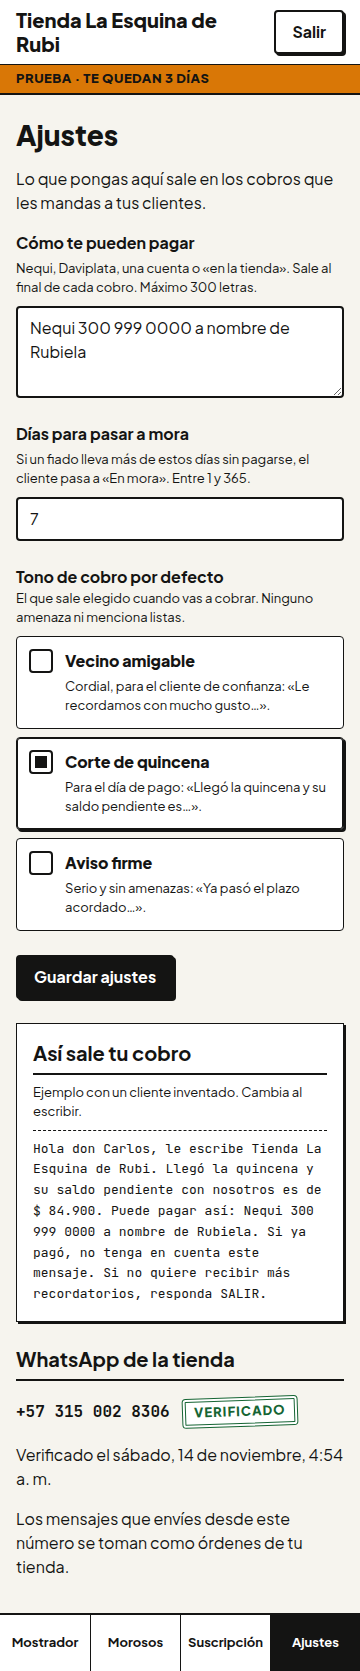 Tienda La Esquina de
Rubi
Salir
PRUEBA · TE QUEDAN 3 DÍAS
Ajustes
Lo que pongas aquí sale en los cobros que
les mandas a tus clientes.
Cómo te pueden pagar
Nequi, Daviplata, una cuenta o «en la tienda». Sale al
final de cada cobro. Máximo 300 letras.
Nequi 300 999 0000 a nombre de
Rubiela
Días para pasar a mora
Si un fiado lleva más de estos días sin pagarse, el
cliente pasa a «En mora». Entre 1 y 365.
7
Tono de cobro por defecto
El que sale elegido cuando vas a cobrar. Ninguno
amenaza ni menciona listas.
Vecino amigable
Cordial, para el cliente de confianza: «Le
recordamos con mucho gusto…».
Corte de quincena
Para el día de pago: «Llegó la quincena y su
saldo pendiente es…».
Aviso firme
Serio y sin amenazas: «Ya pasó el plazo
acordado…».
Guardar ajustes
Así sale tu cobro
Ejemplo con un cliente inventado. Cambia al
escribir.
Hola don Carlos, le escribe Tienda La
Esquina de Rubi. Llegó la quincena y
su saldo pendiente con nosotros es de
$ 84.900. Puede pagar así: Nequi 300
999 0000 a nombre de Rubiela. Si ya
pagó, no tenga en cuenta este
mensaje. Si no quiere recibir más
recordatorios, responda SALIR.
WhatsApp de la tienda
+57 315 002 8306 VERIFICADO
Verificado el sábado, 14 de noviembre, 4:54
a. m.
Los mensajes que envíes desde este
número se toman como órdenes de tu
tienda.
Mostrador Morosos Suscripción Ajustes